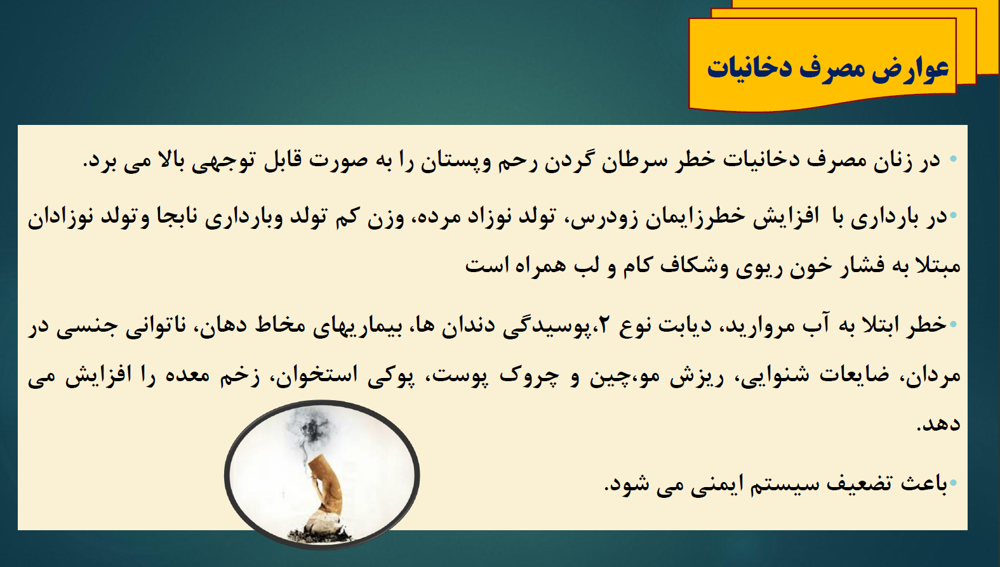 عوارض مصرف دخانیات
• در زنان مصرف دخانیات خطر سرطان گردن رحم وپستان را به صورت قابل توجهی بالا می برد.
•در بارداری با افزایش خطرزایمان زودرس، تولد نوزاد مرده، وزن کم تولد وبارداری نابجا وتولد نوزادان
مبتلا به فشار خون ریوی وشکاف کام و لب همراه است
•خطر ابتلا به آب مروارید، دیابت نوع ۲،پوسیدگی دندان ها، بیماریهای مخاط دهان، ناتوانی جنسی در
مردان، ضایعات شنوایی، ریزش مو،چین و چروک پوست، پوکی استخوان، زخم معده را افزایش می
دهد.
•باعث تضعیف سیستم ایمنی می شود.